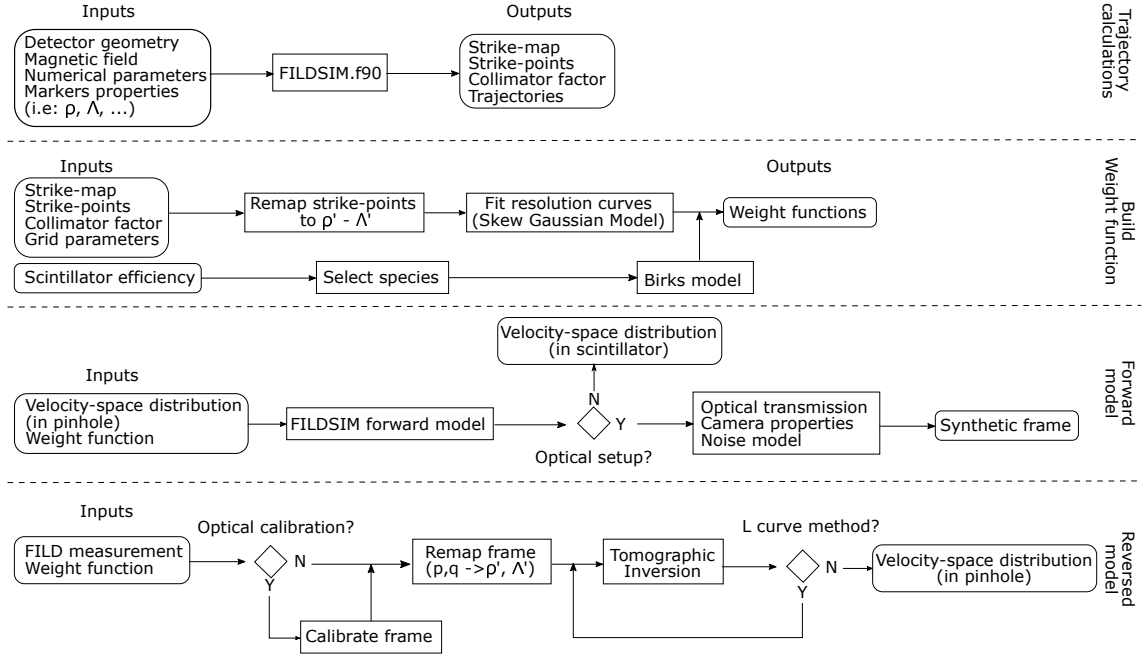 Inputs
Outputs
Detector geometry
Magnetic field
Numerical parameters
Markers properties
(i.e: ρ, Λ, ...)
FILDSIM.f90
Strike-map
Strike-points
Collimator factor
Trajectories
Trajectory
calculations
Inputs
Outputs
Strike-map
Strike-points
Collimator factor
Grid parameters
Remap strike-points
to ρ' - Λ'
Fit resolution curves
(Skew Gaussian Model)
Weight functions
Scintillator efficiency
Select species
Birks model
Build
Weight function
Velocity-space distribution
(in scintillator)
Inputs
Velocity-space distribution
(in pinhole)
Weight function
FILDSIM forward model
N
Y
Optical setup?
Optical transmission
Camera properties
Noise model
Synthetic frame
Forward
model
Inputs
FILD measurement
Weight function
Optical calibration?
N
Y
Calibrate frame
Remap frame
(p,q ->ρ', Λ')
Tomographic
Inversion
L curve method?
N
Y
Velocity-space distribution
(in pinhole)
Reversed
model